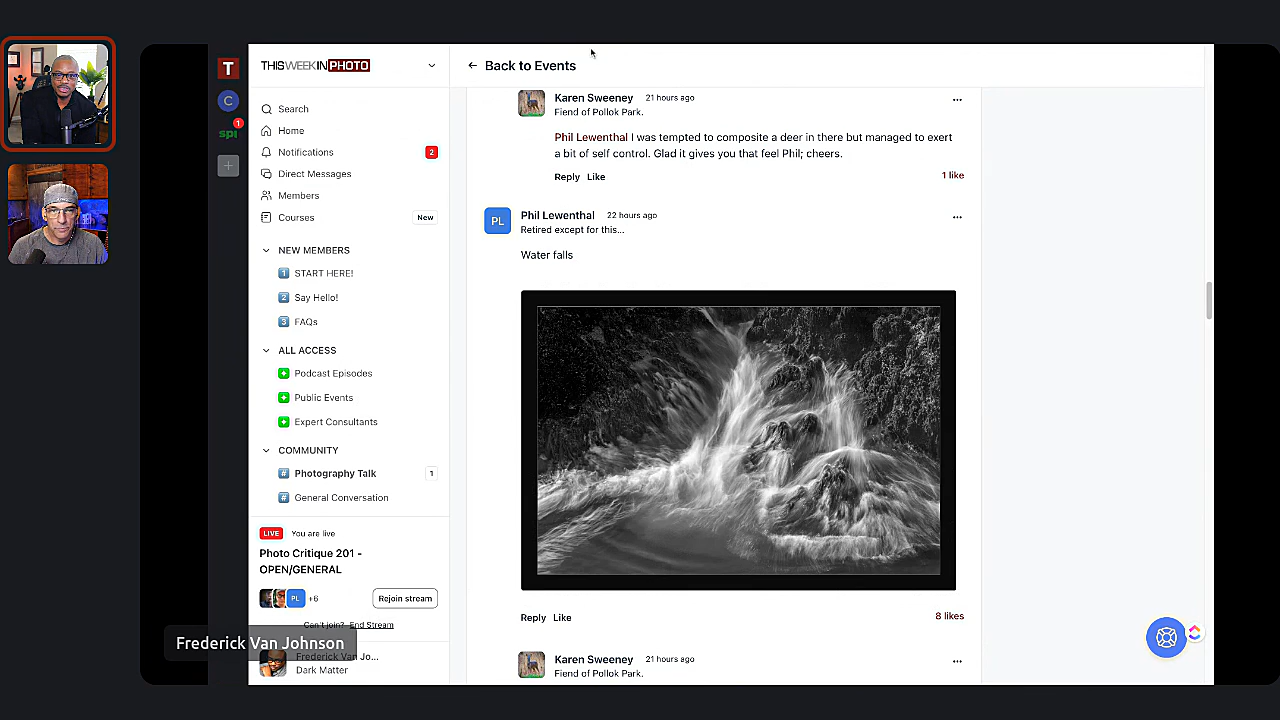 T
C
spi
1
THISWEEKINPHOTO
Search
Home
Notifications
2
Direct Messages
Members
Courses
New
NEW MEMBERS
1 START HERE!
2 Say Hello!
3 FAQs
ALL ACCESS
Podcast Episodes
Public Events
Expert Consultants
COMMUNITY
# Photography Talk
1
# General Conversation
LIVE You are live
Photo Critique 201 -
OPEN/GENERAL
PL
+6
Rejoin stream
Can't join? End Stream
Frederick Van Johnson
Frederick Van Jo...
Dark Matter
← Back to Events
Karen Sweeney 21 hours ago
Fiend of Pollok Park.
Phil Lewenthal I was tempted to composite a deer in there but managed to exert
a bit of self control. Glad it gives you that feel Phil; cheers.
Reply Like
1 like
PL
Phil Lewenthal 22 hours ago
Retired except for this...
Water falls
Reply Like
8 likes
Karen Sweeney 21 hours ago
Fiend of Pollok Park.